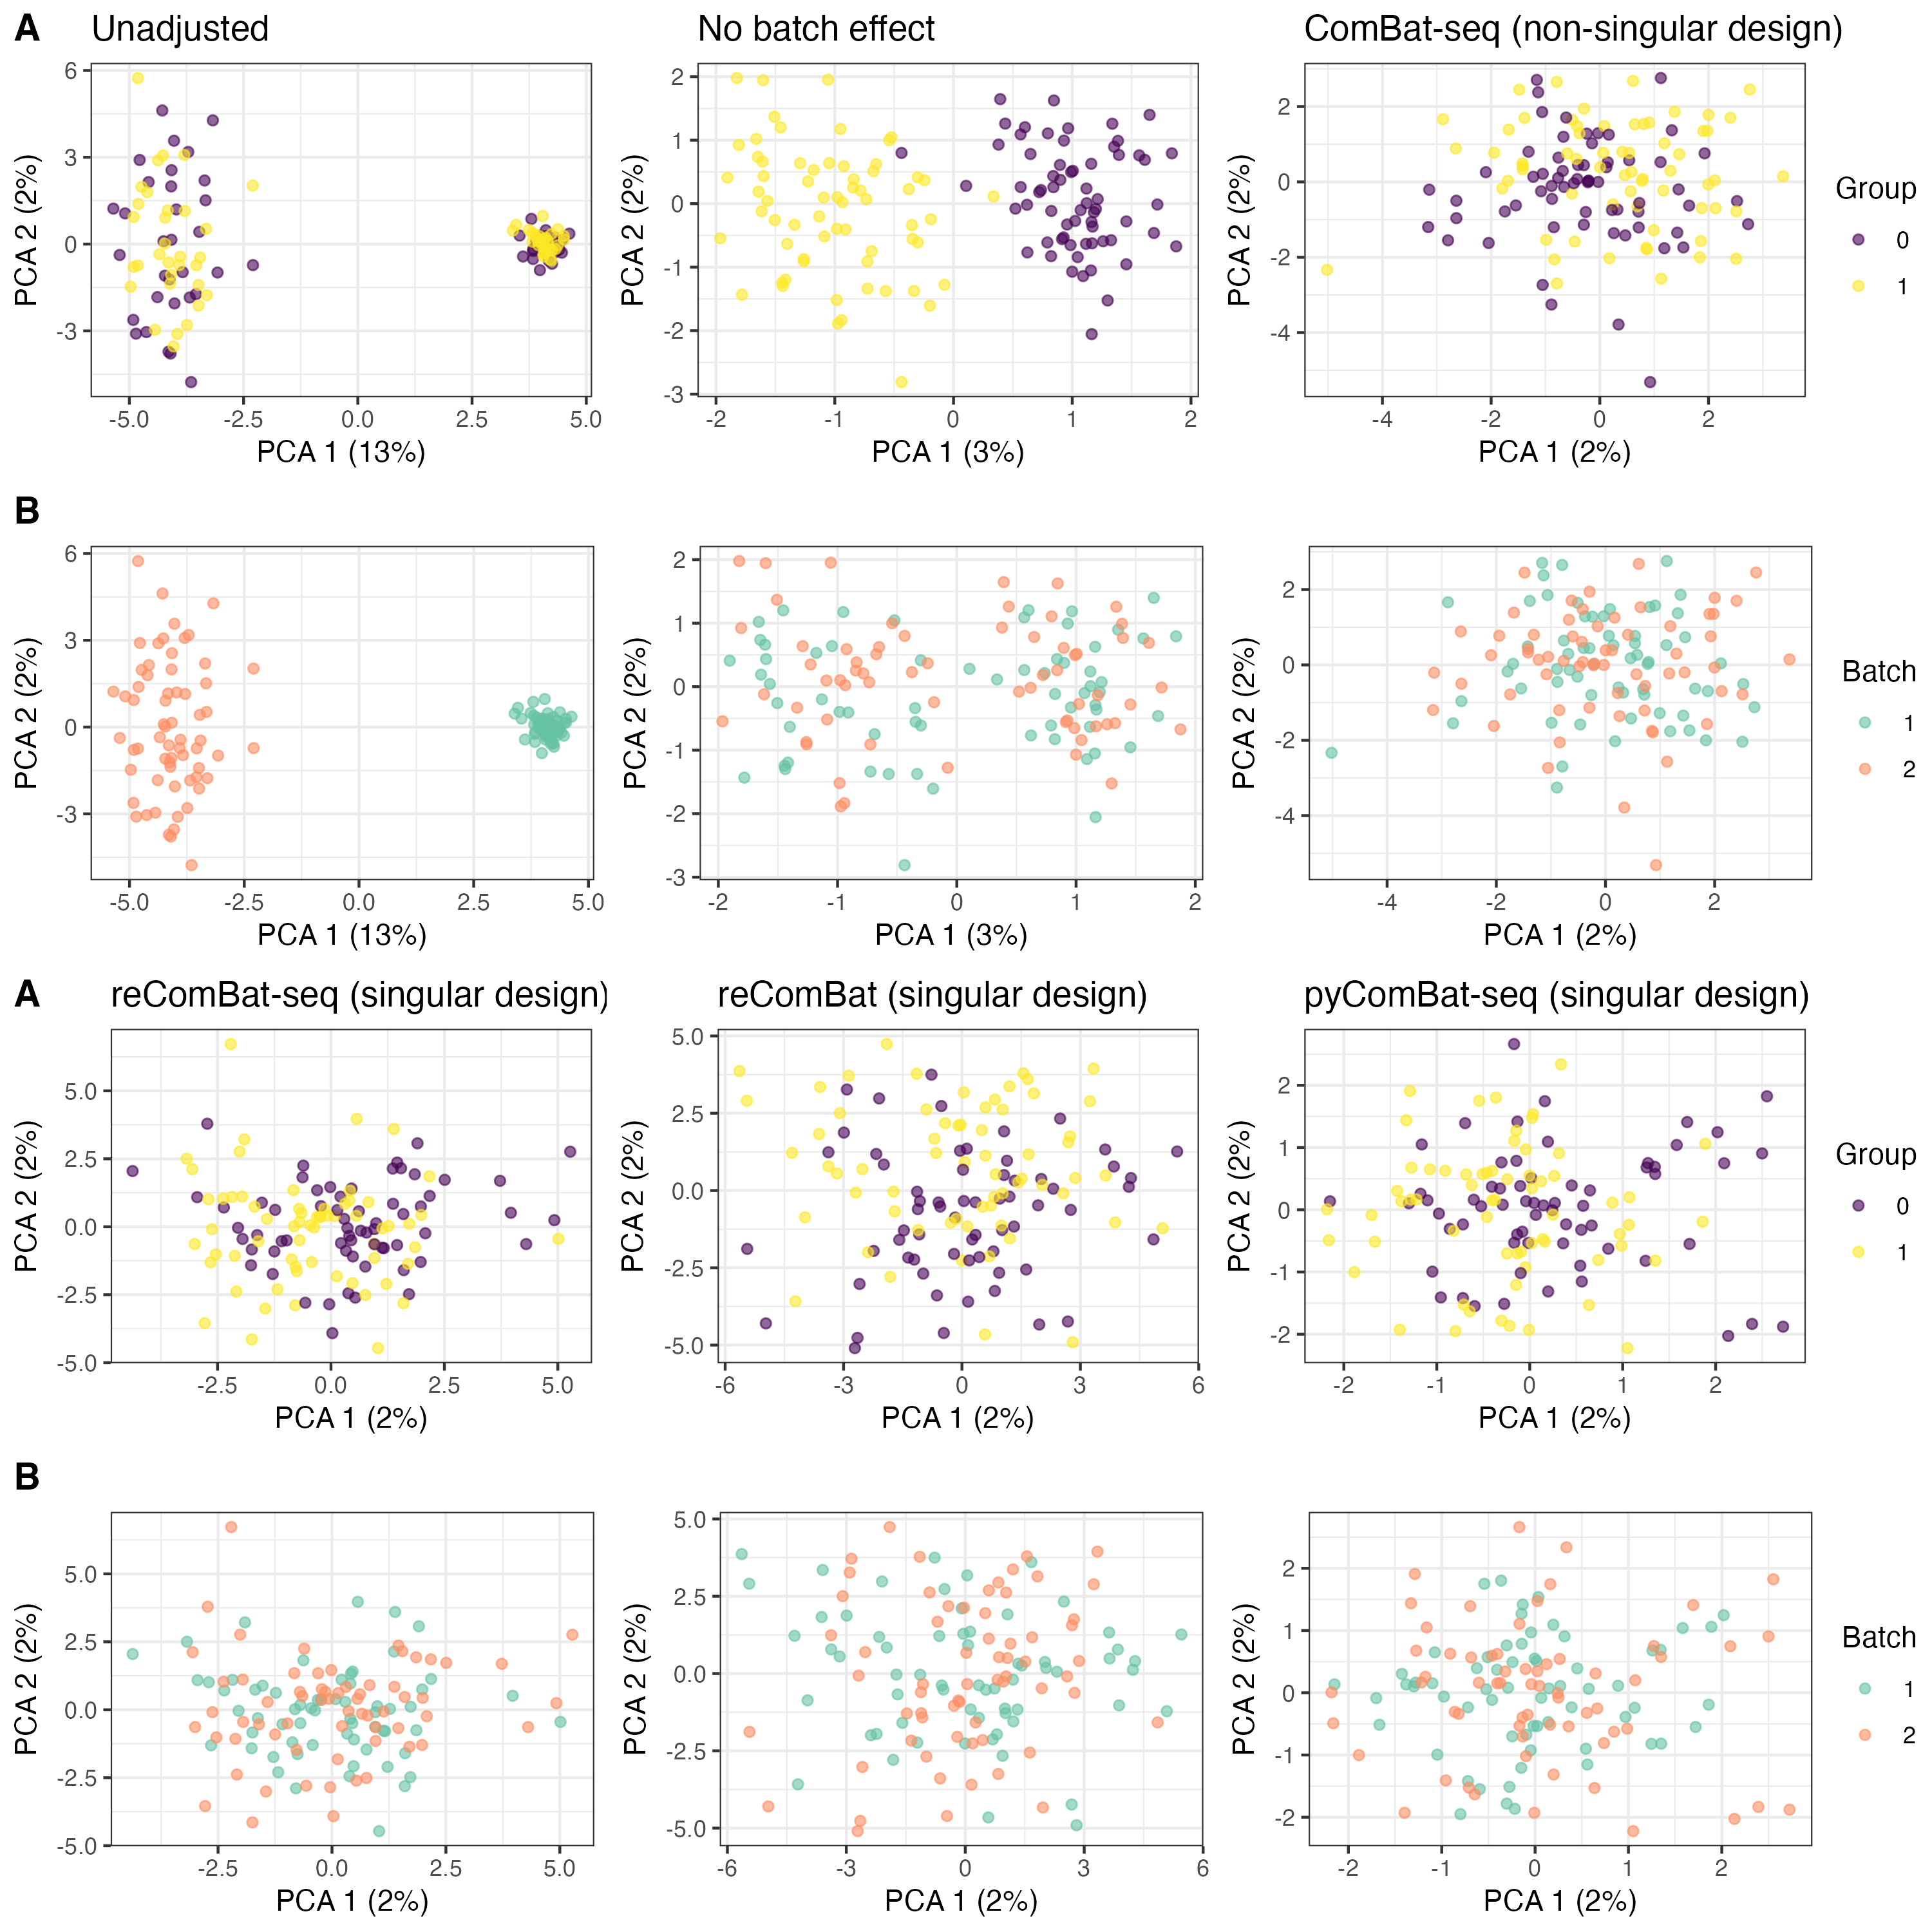 A Unadjusted No batch effect ComBat-seq (non-singular design)
6
3
0
-3
PCA 2 (2%)
-5.0 -2.5 0.0 2.5 5.0
PCA 1 (13%)
2
1
0
-1
-2
-3
PCA 2 (2%)
-2 -1 0 1 2
PCA 1 (3%)
2
0
-2
-4
PCA 2 (2%)
-4 -2 0 2
PCA 1 (2%)
Group
0
1
B
6
3
0
-3
PCA 2 (2%)
-5.0 -2.5 0.0 2.5 5.0
PCA 1 (13%)
2
1
0
-1
-2
-3
PCA 2 (2%)
-2 -1 0 1 2
PCA 1 (3%)
2
0
-2
-4
PCA 2 (2%)
-4 -2 0 2
PCA 1 (2%)
Batch
1
2
A reComBat-seq (singular design) reComBat (singular design) pyComBat-seq (singular design)
5.0
2.5
0.0
-2.5
-5.0
PCA 2 (2%)
-2.5 0.0 2.5 5.0
PCA 1 (2%)
5.0
2.5
0.0
-2.5
-5.0
PCA 2 (2%)
-6 -3 0 3 6
PCA 1 (2%)
2
1
0
-1
-2
PCA 2 (2%)
-2 -1 0 1 2
PCA 1 (2%)
Group
0
1
B
5.0
2.5
0.0
-2.5
-5.0
PCA 2 (2%)
-2.5 0.0 2.5 5.0
PCA 1 (2%)
5.0
2.5
0.0
-2.5
-5.0
PCA 2 (2%)
-6 -3 0 3 6
PCA 1 (2%)
2
1
0
-1
-2
PCA 2 (2%)
-2 -1 0 1 2
PCA 1 (2%)
Batch
1
2